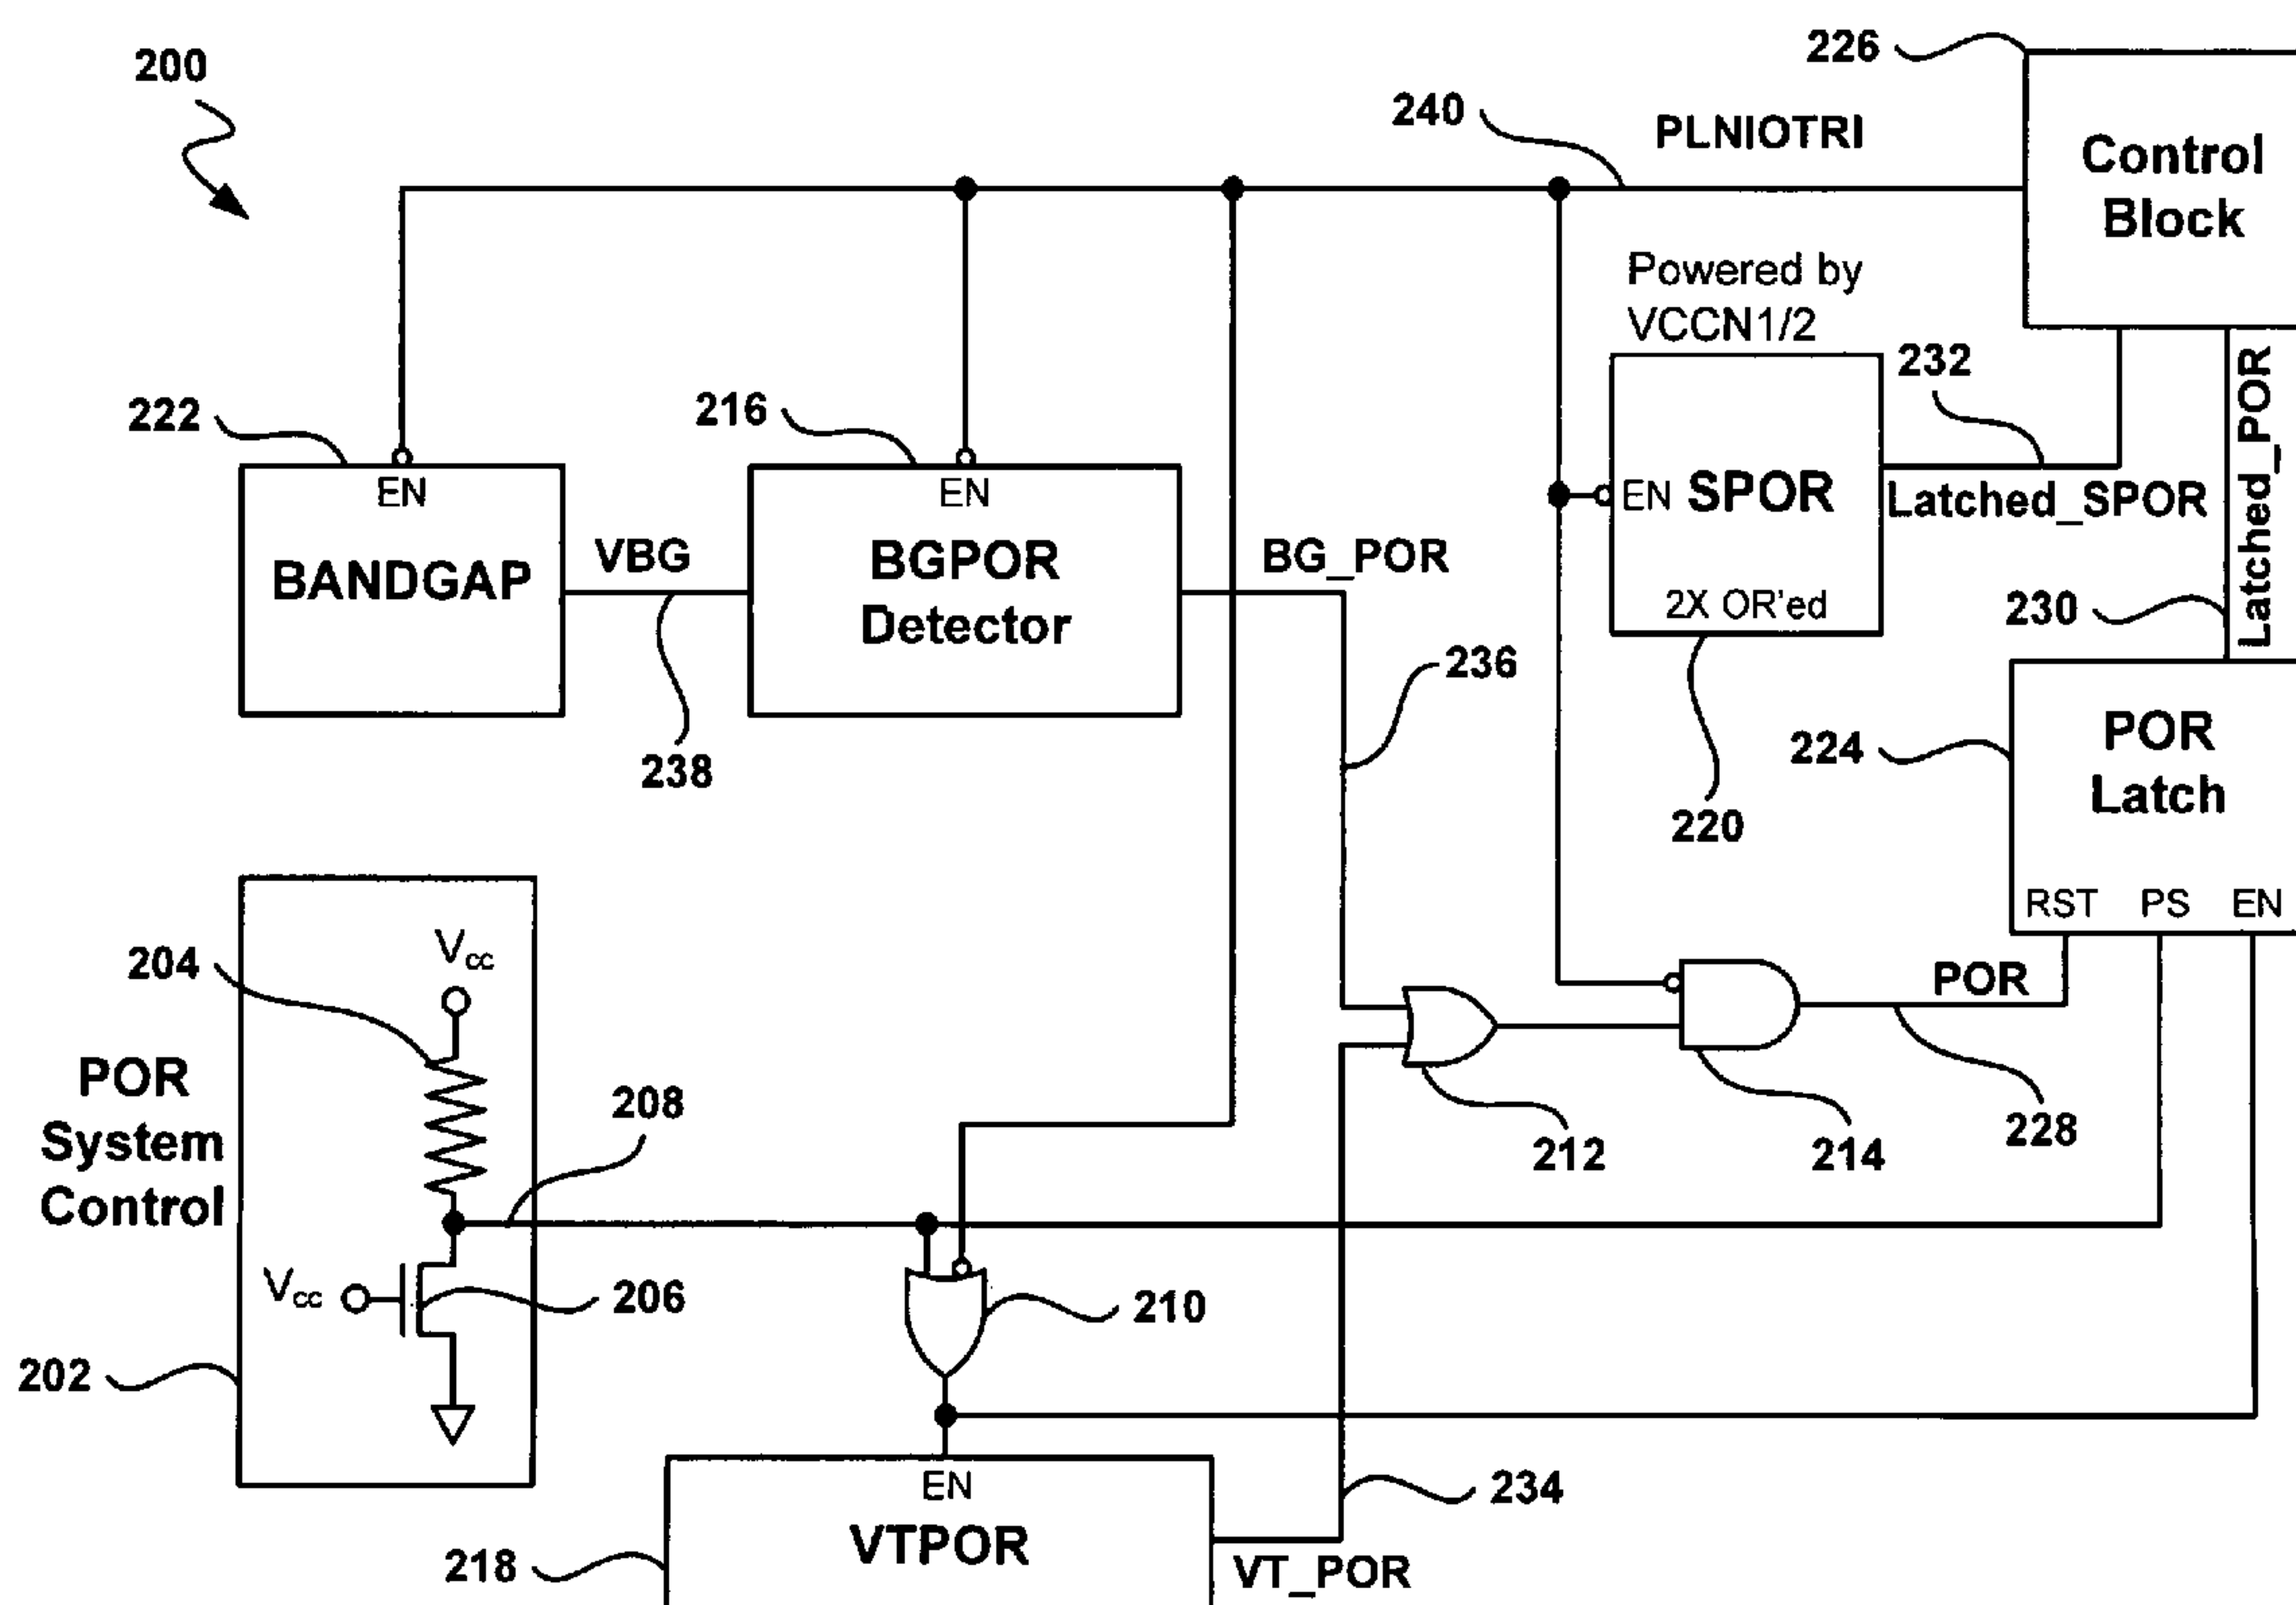 200
226
240
PLNIOTRI
Control
Block
Powered by
VCCN1/2
232
Latched_POR
222
216
EN
EN
EN SPOR
Latched_SPOR
BANDGAP
VBG
BGPOR
Detector
BG_POR
2X OR'ed
230
236
238
220
224
POR
Latch
RST PS EN
204
Vcc
POR
POR
System
Control
208
212
214
228
Vcc
206
210
202
EN
VTPOR
234
218
VT_POR